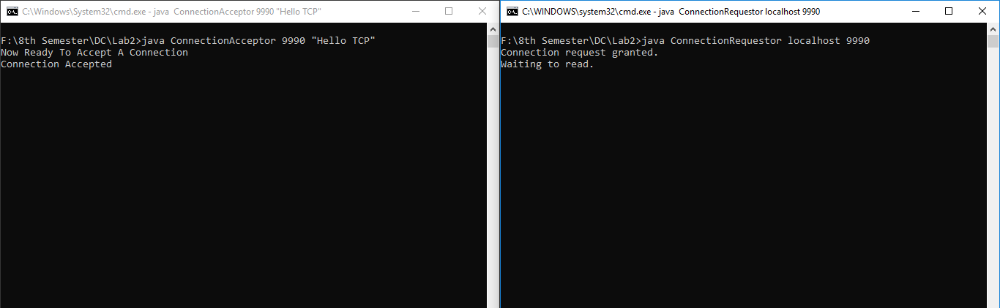 C:\Windows\System32\cmd.exe - java  ConnectionAcceptor 9990 "Hello TCP"
F:\8th Semester\DC\Lab2>java ConnectionAcceptor 9990 "Hello TCP"
Now Ready To Accept A Connection
Connection Accepted
C:\WINDOWS\system32\cmd.exe - java  ConnectionRequestor localhost 9990
F:\8th Semester\DC\Lab2>java ConnectionRequestor localhost 9990
Connection request granted.
Waiting to read.